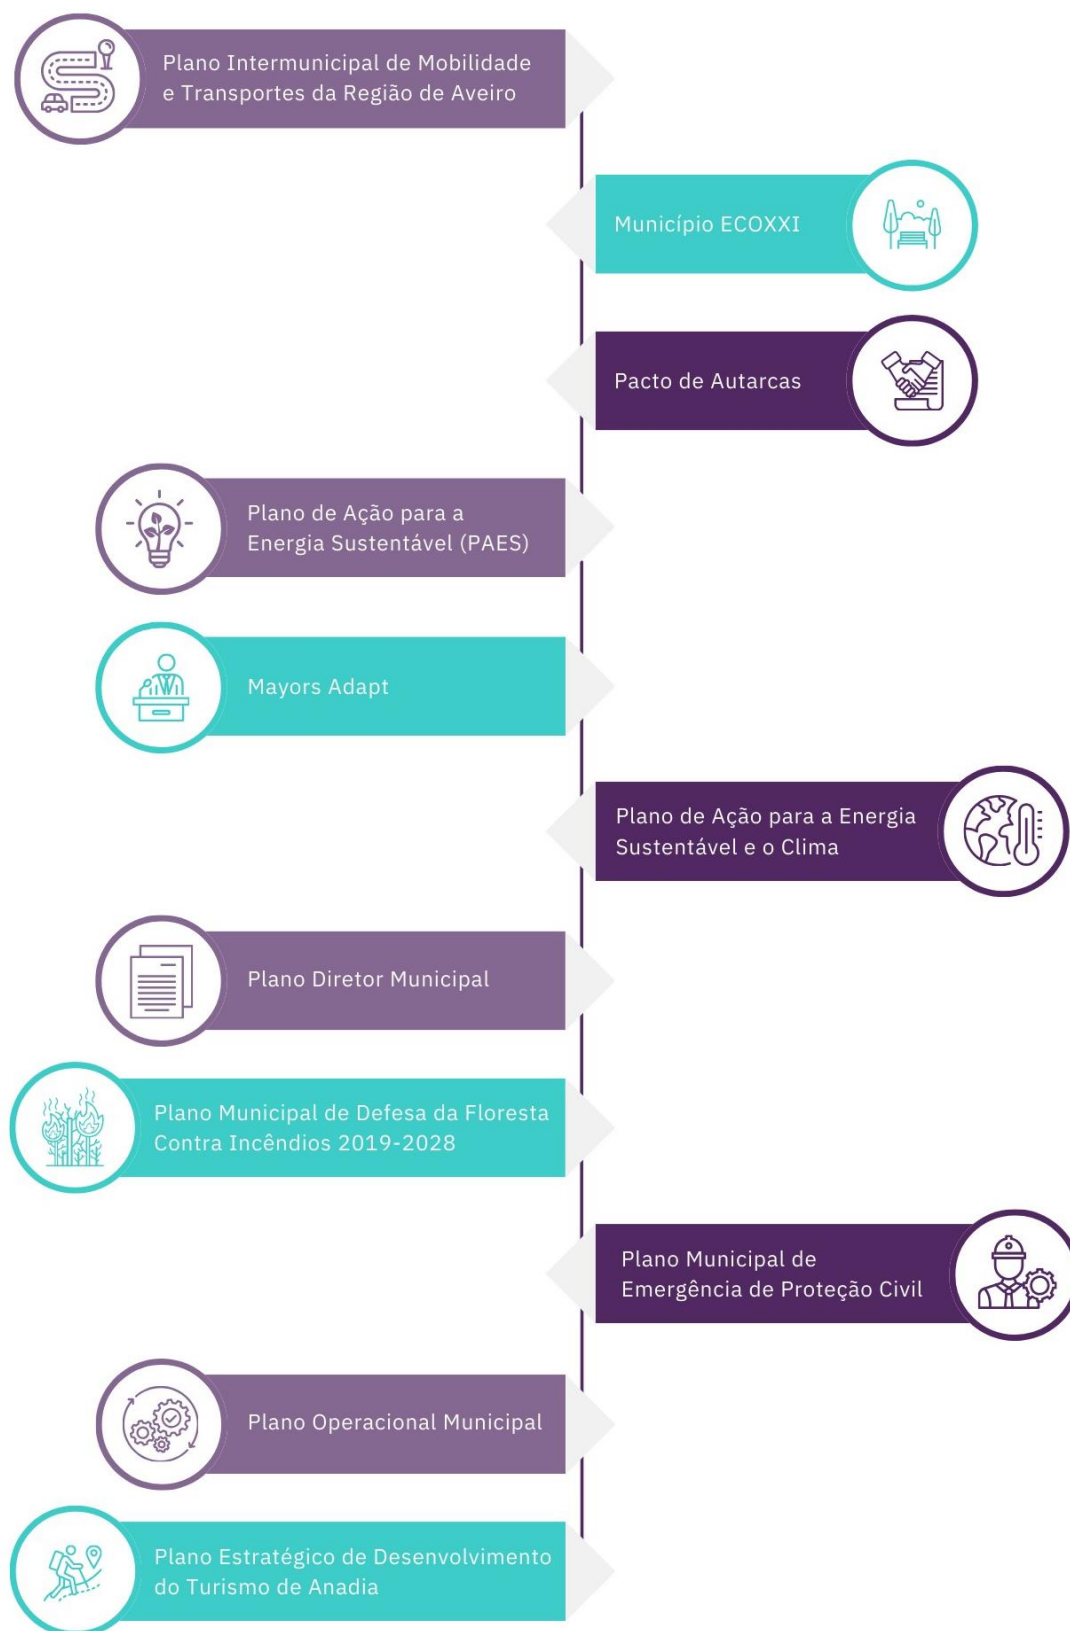 Plano Intermunicipal de Mobilidade
e Transportes da Região de Aveiro
Município ECOXXI
Pacto de Autarcas
Plano de Ação para a
Energia Sustentável (PAES)
Mayors Adapt
Plano de Ação para a Energia
Sustentável e o Clima
Plano Diretor Municipal
Plano Municipal de Defesa da Floresta
Contra Incêndios 2019-2028
Plano Municipal de
Emergência de Proteção Civil
Plano Operacional Municipal
Plano Estratégico de Desenvolvimento
do Turismo de Anadia